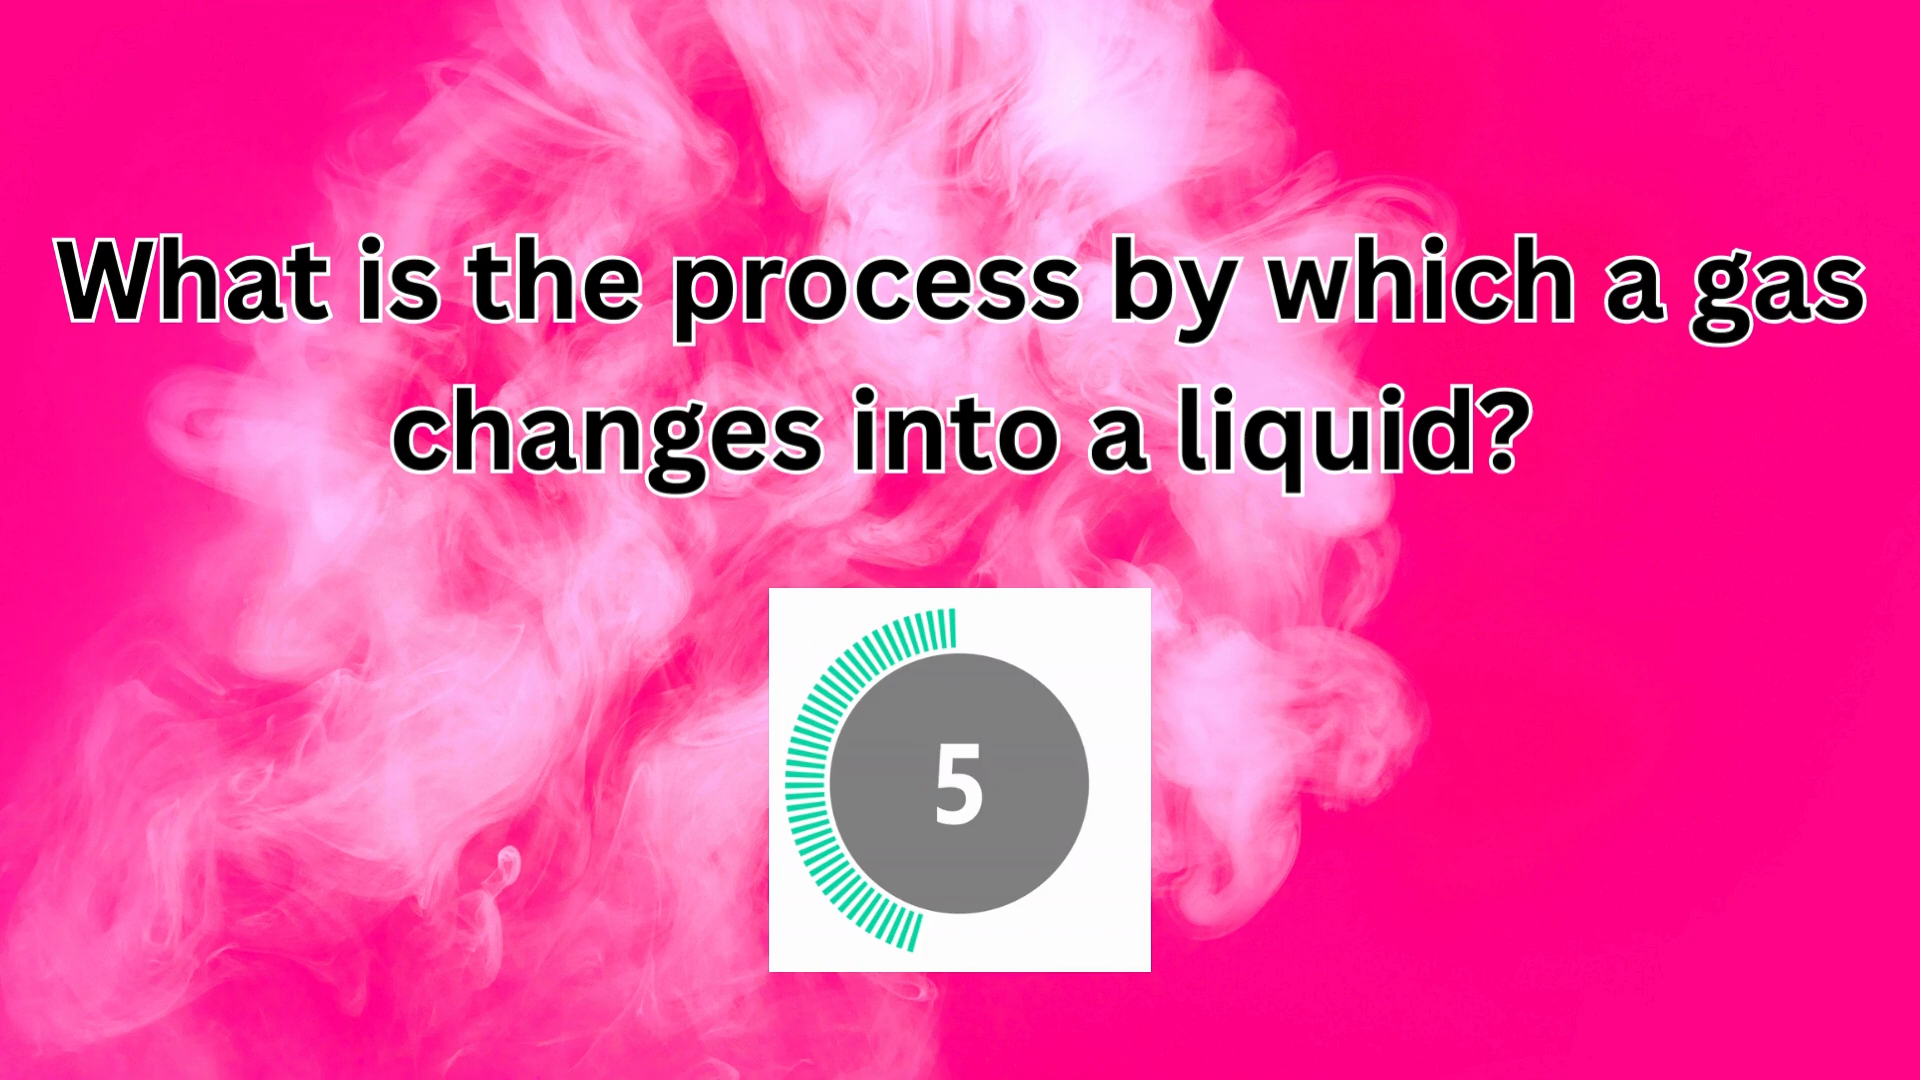 What is the process by which a gas
changes into a liquid?
5